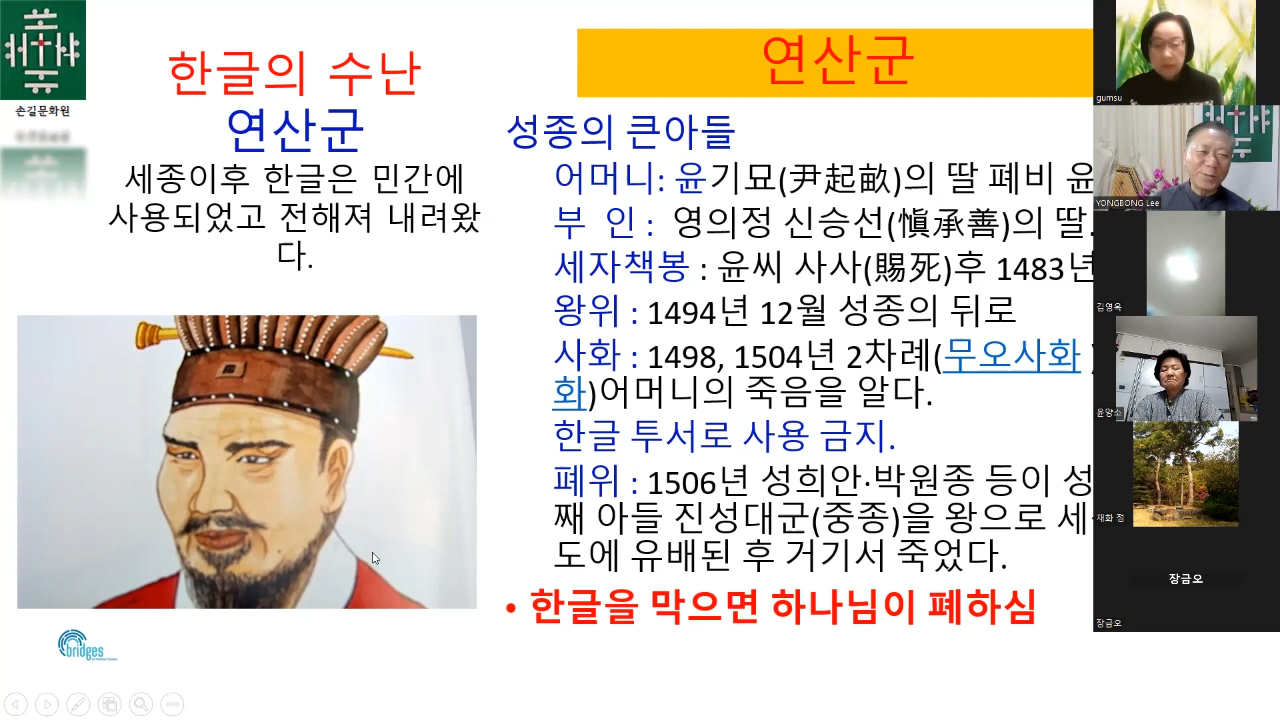 손길문화원
한글의 수난
연산군
세종이후 한글은 민간에
사용되었고 전해져 내려왔
다.
bridges
INTERNATIONAL
연산군
성종의 큰아들
어머니: 윤기묘(尹起畝)의 딸 폐비 윤
부 인 : 영의정 신승선(愼承善)의 딸.
세자책봉 : 윤씨 사사(賜死)후 1483년
왕위 : 1494년 12월 성종의 뒤로
사화 : 1498, 1504년 2차례(무오사화 )
화)어머니의 죽음을 알다.
한글 투서로 사용 금지.
폐위 : 1506년 성희안·박원종 등이 성
째 아들 진성대군(중종)을 왕으로 세
도에 유배된 후 거기서 죽었다.
• 한글을 막으면 하나님이 폐하심
gumsu
YONGBONG Lee
김영옥
윤양소
재화 정
장금오
장금오